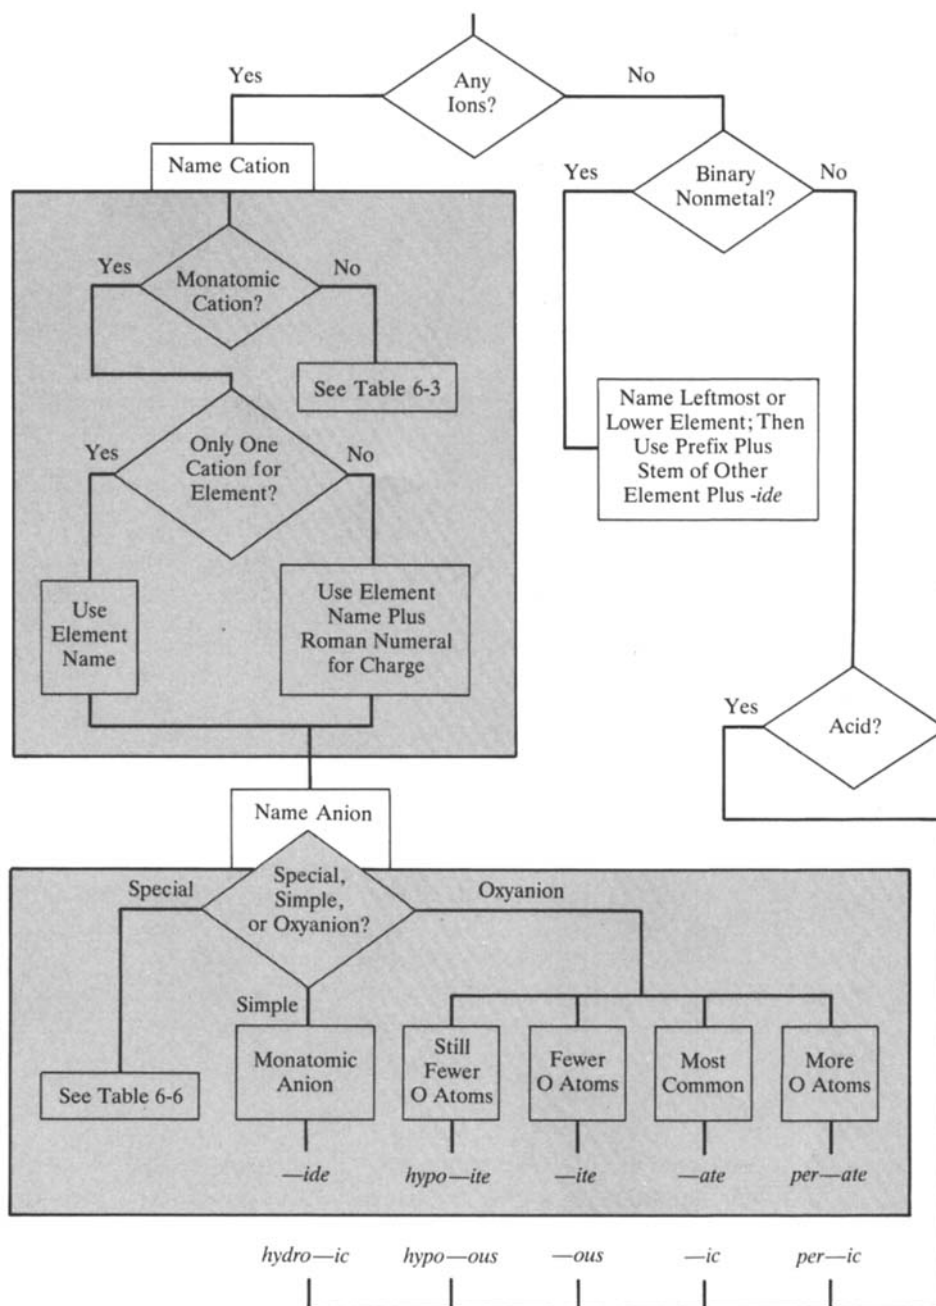 Any
Ions?
Yes
No
Name Cation
Binary
Nonmetal?
Yes
No
Monatomic
Cation?
Yes
No
See Table 6-3
Only One
Cation for
Element?
Yes
No
Name Leftmost or
Lower Element; Then
Use Prefix Plus
Stem of Other
Element Plus -ide
Use
Element
Name
Use Element
Name Plus
Roman Numeral
for Charge
Acid?
Yes
Name Anion
Special,
Simple,
or Oxyanion?
Special
Oxyanion
Simple
See Table 6-6
Monatomic
Anion
Still
Fewer
O Atoms
Fewer
O Atoms
Most
Common
More
O Atoms
—ide
hypo—ite
—ite
—ate
per—ate
hydro—ic
hypo—ous
—ous
—ic
per—ic